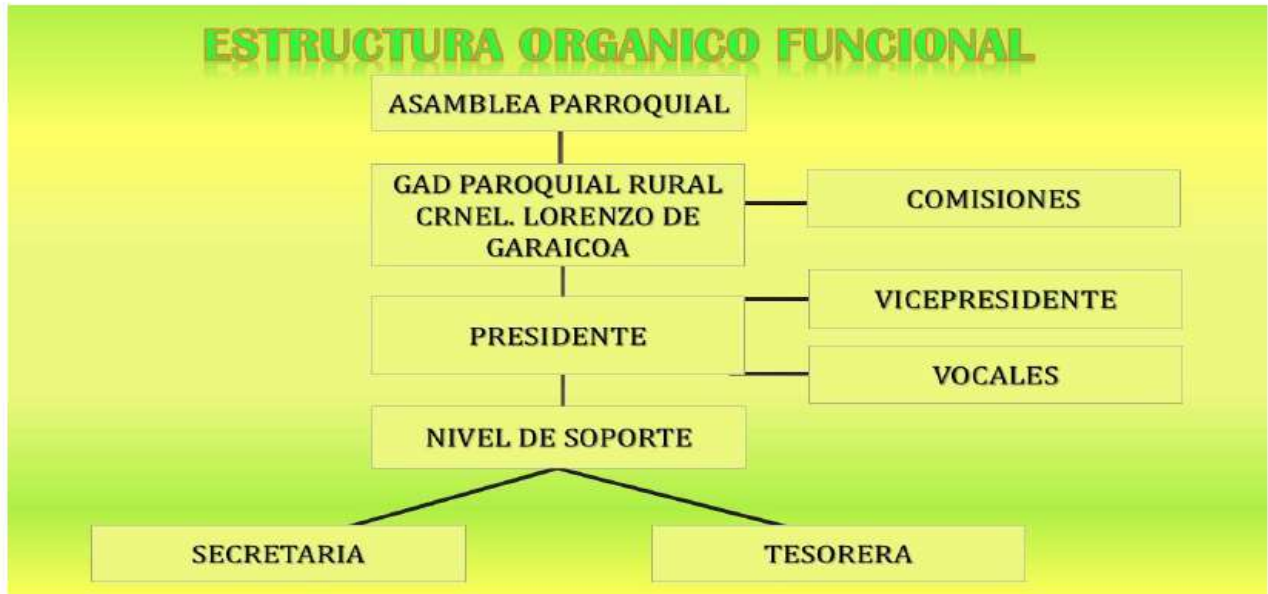 ESTRUCTURA ORGANICO FUNCIONAL
ASAMBLEA PARROQUIAL
GAD PAROQUIAL RURAL
CRNEL. LORENZO DE
GARAICOA
COMISIONES
PRESIDENTE
VICEPRESIDENTE
VOCALES
NIVEL DE SOPORTE
SECRETARIA
TESORERA